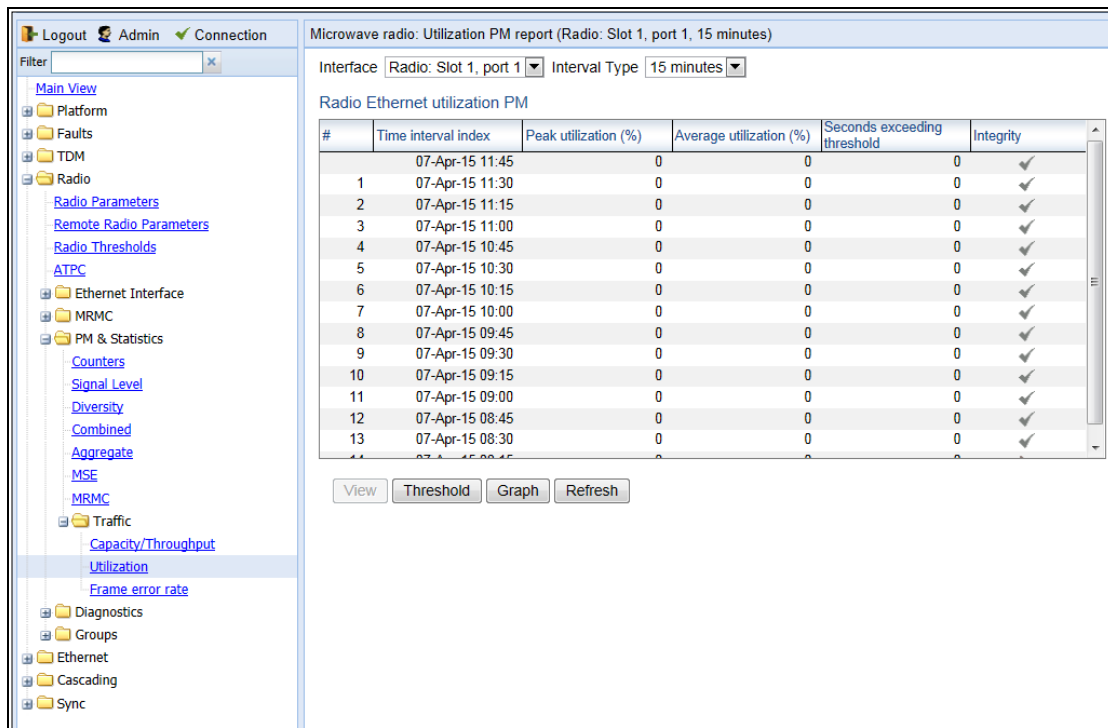 Logout Admin Connection
Filter
Main View
Platform
Faults
TDM
Radio
Radio Parameters
Remote Radio Parameters
Radio Thresholds
ATPC
Ethernet Interface
MRMC
PM & Statistics
Counters
Signal Level
Diversity
Combined
Aggregate
MSE
MRMC
Traffic
Capacity/Throughput
Utilization
Frame error rate
Diagnostics
Groups
Ethernet
Cascading
Sync
Microwave radio: Utilization PM report (Radio: Slot 1, port 1, 15 minutes)
Interface Radio: Slot 1, port 1 Interval Type 15 minutes
Radio Ethernet utilization PM
# Time interval index Peak utilization (%) Average utilization (%) Seconds exceeding threshold Integrity
07-Apr-15 11:45 0 0 0
1 07-Apr-15 11:30 0 0 0
2 07-Apr-15 11:15 0 0 0
3 07-Apr-15 11:00 0 0 0
4 07-Apr-15 10:45 0 0 0
5 07-Apr-15 10:30 0 0 0
6 07-Apr-15 10:15 0 0 0
7 07-Apr-15 10:00 0 0 0
8 07-Apr-15 09:45 0 0 0
9 07-Apr-15 09:30 0 0 0
10 07-Apr-15 09:15 0 0 0
11 07-Apr-15 09:00 0 0 0
12 07-Apr-15 08:45 0 0 0
13 07-Apr-15 08:30 0 0 0
View Threshold Graph Refresh